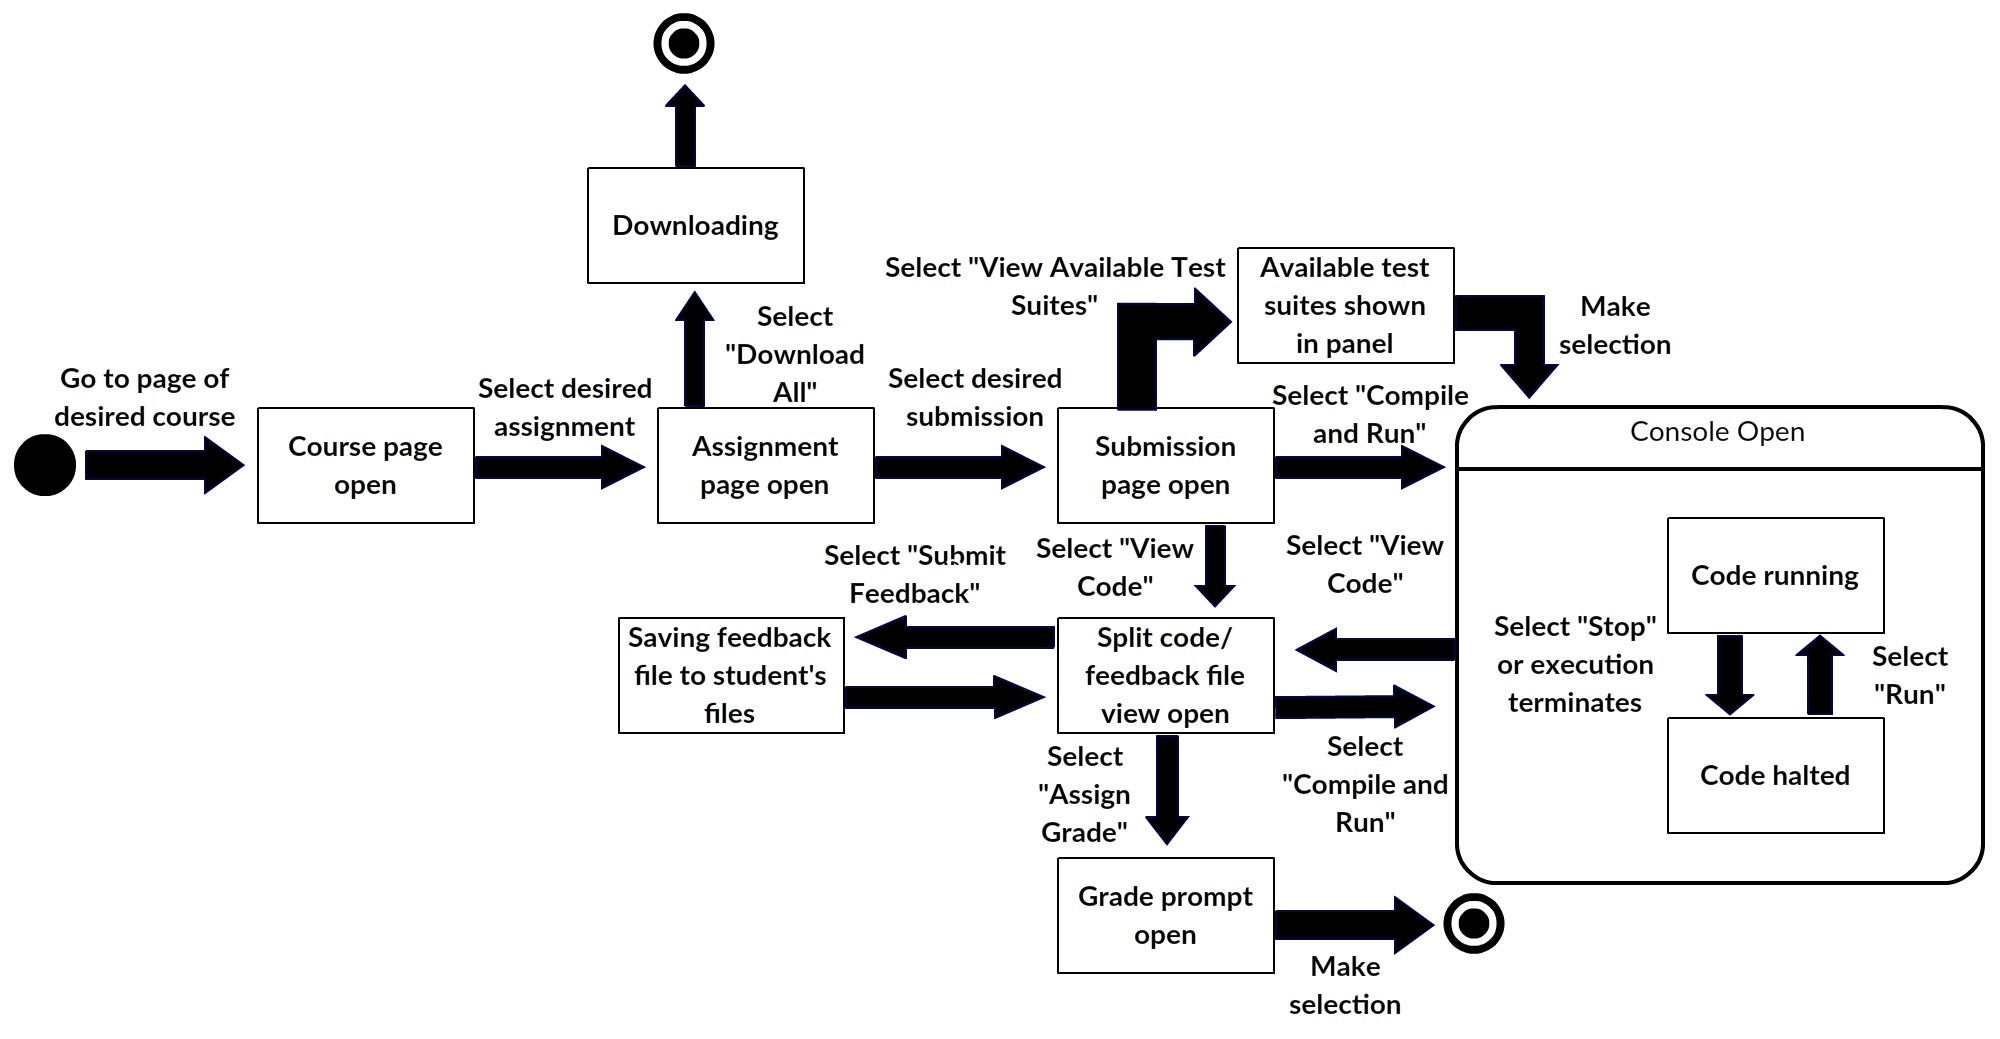 Downloading
Select "View Available Test
Suites"
Available test
suites shown
in panel
Make
selection
Select
"Download
All"
Go to page of
desired course
Select desired
assignment
Select desired
submission
Select "Compile
and Run"
Course page
open
Assignment
page open
Submission
page open
Console Open
Select "Submit
Feedback"
Select "View
Code"
Select "View
Code"
Code running
Saving feedback
file to student's
files
Split code/
feedback file
view open
Select "Stop"
or execution
terminates
Select
"Run"
Select
"Assign
Grade"
Select
"Compile and
Run"
Code halted
Grade prompt
open
Make
selection